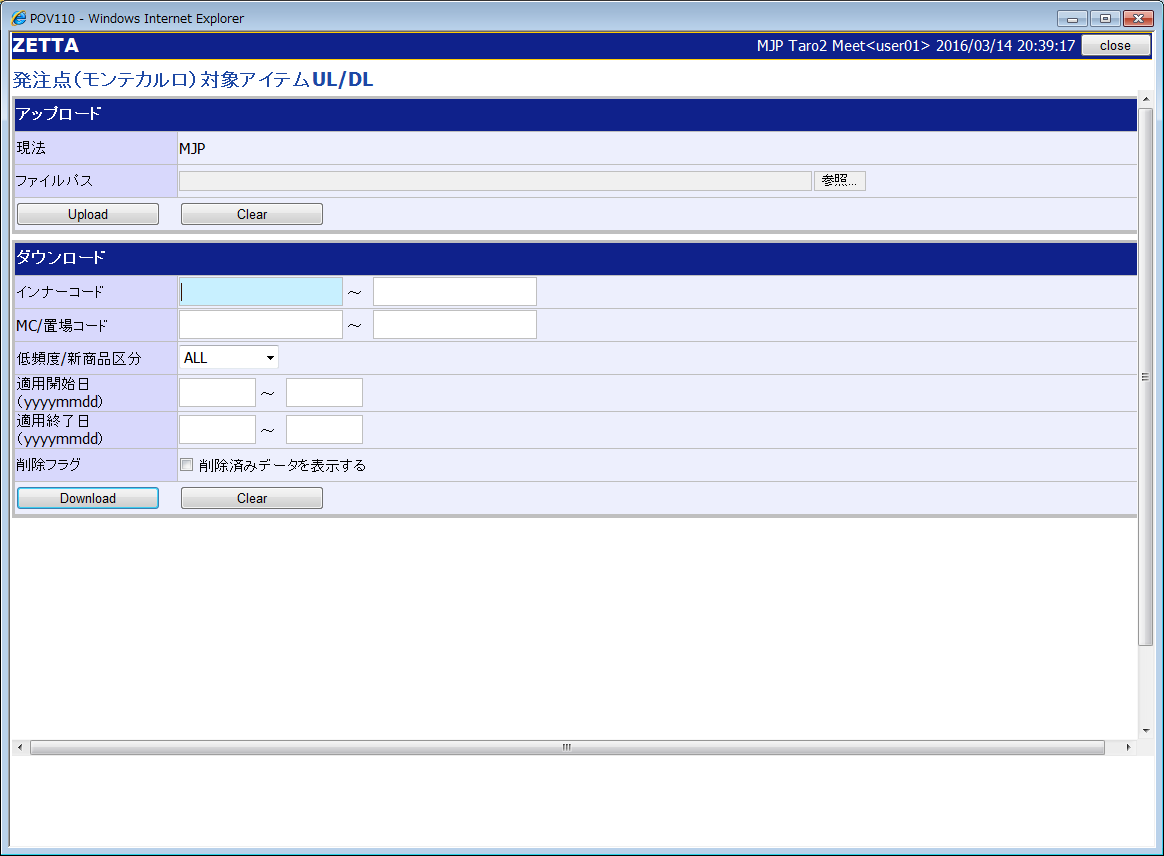 POV110 - Windows Internet Explorer
ZETTA MJP Taro2 Meet<user01> 2016/03/14 20:39:17 close
発注点(モンテカルロ)対象アイテムUL/DL
アップロード
現法 MJP
ファイルパス 参照...
Upload Clear
ダウンロード
インナーコード ～
MC/置場コード ～
低頻度/新商品区分 ALL
適用開始日
(yyyymmdd) ～
適用終了日
(yyyymmdd) ～
削除フラグ 削除済みデータを表示する
Download Clear